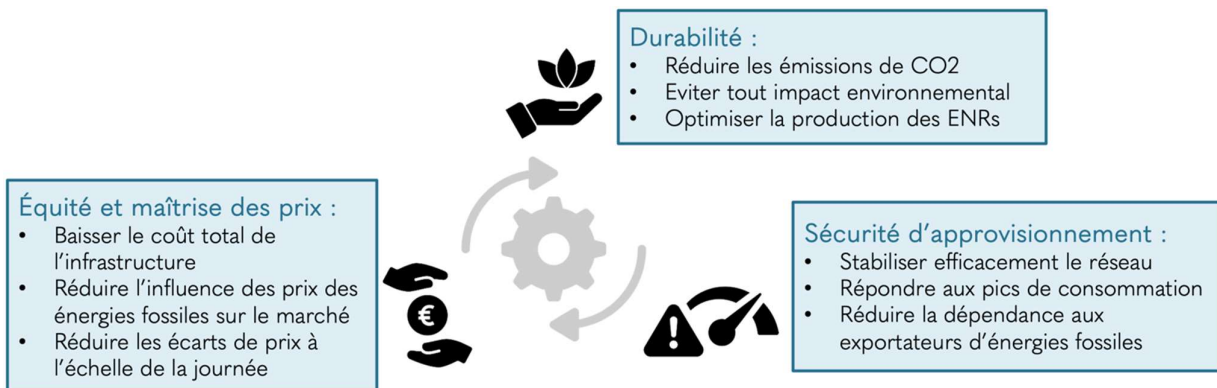 Durabilité :
• Réduire les émissions de CO2
• Eviter tout impact environnemental
• Optimiser la production des ENRs
Équité et maîtrise des prix :
• Baisser le coût total de
l’infrastructure
• Réduire l’influence des prix des
énergies fossiles sur le marché
• Réduire les écarts de prix à
l’échelle de la journée
€
Sécurité d’approvisionnement :
• Stabiliser efficacement le réseau
• Répondre aux pics de consommation
• Réduire la dépendance aux
exportateurs d’énergies fossiles
!